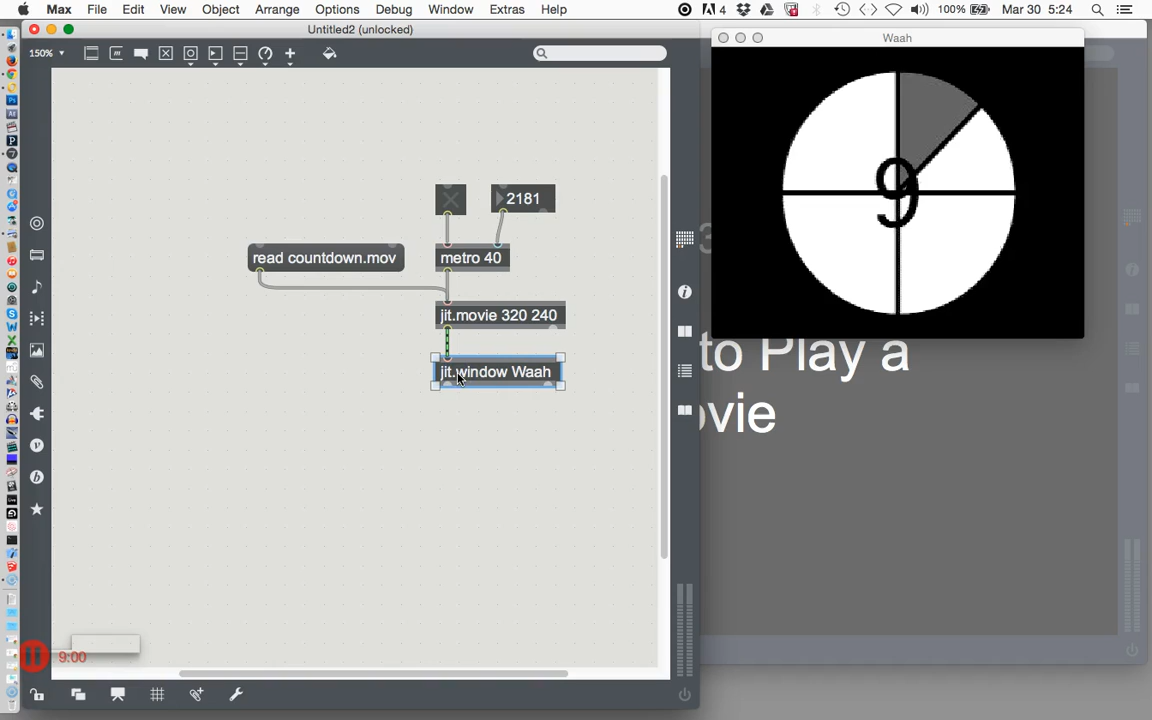 Max File Edit View Object Arrange Options Debug Window Extras Help
4 100% Mar 30 5:24
Untitled2 (unlocked)
Waah
150%
9
2181
read countdown.mov
metro 40
jit.movie 320 240
jit.window Waah
to Play a
ovie
9:00